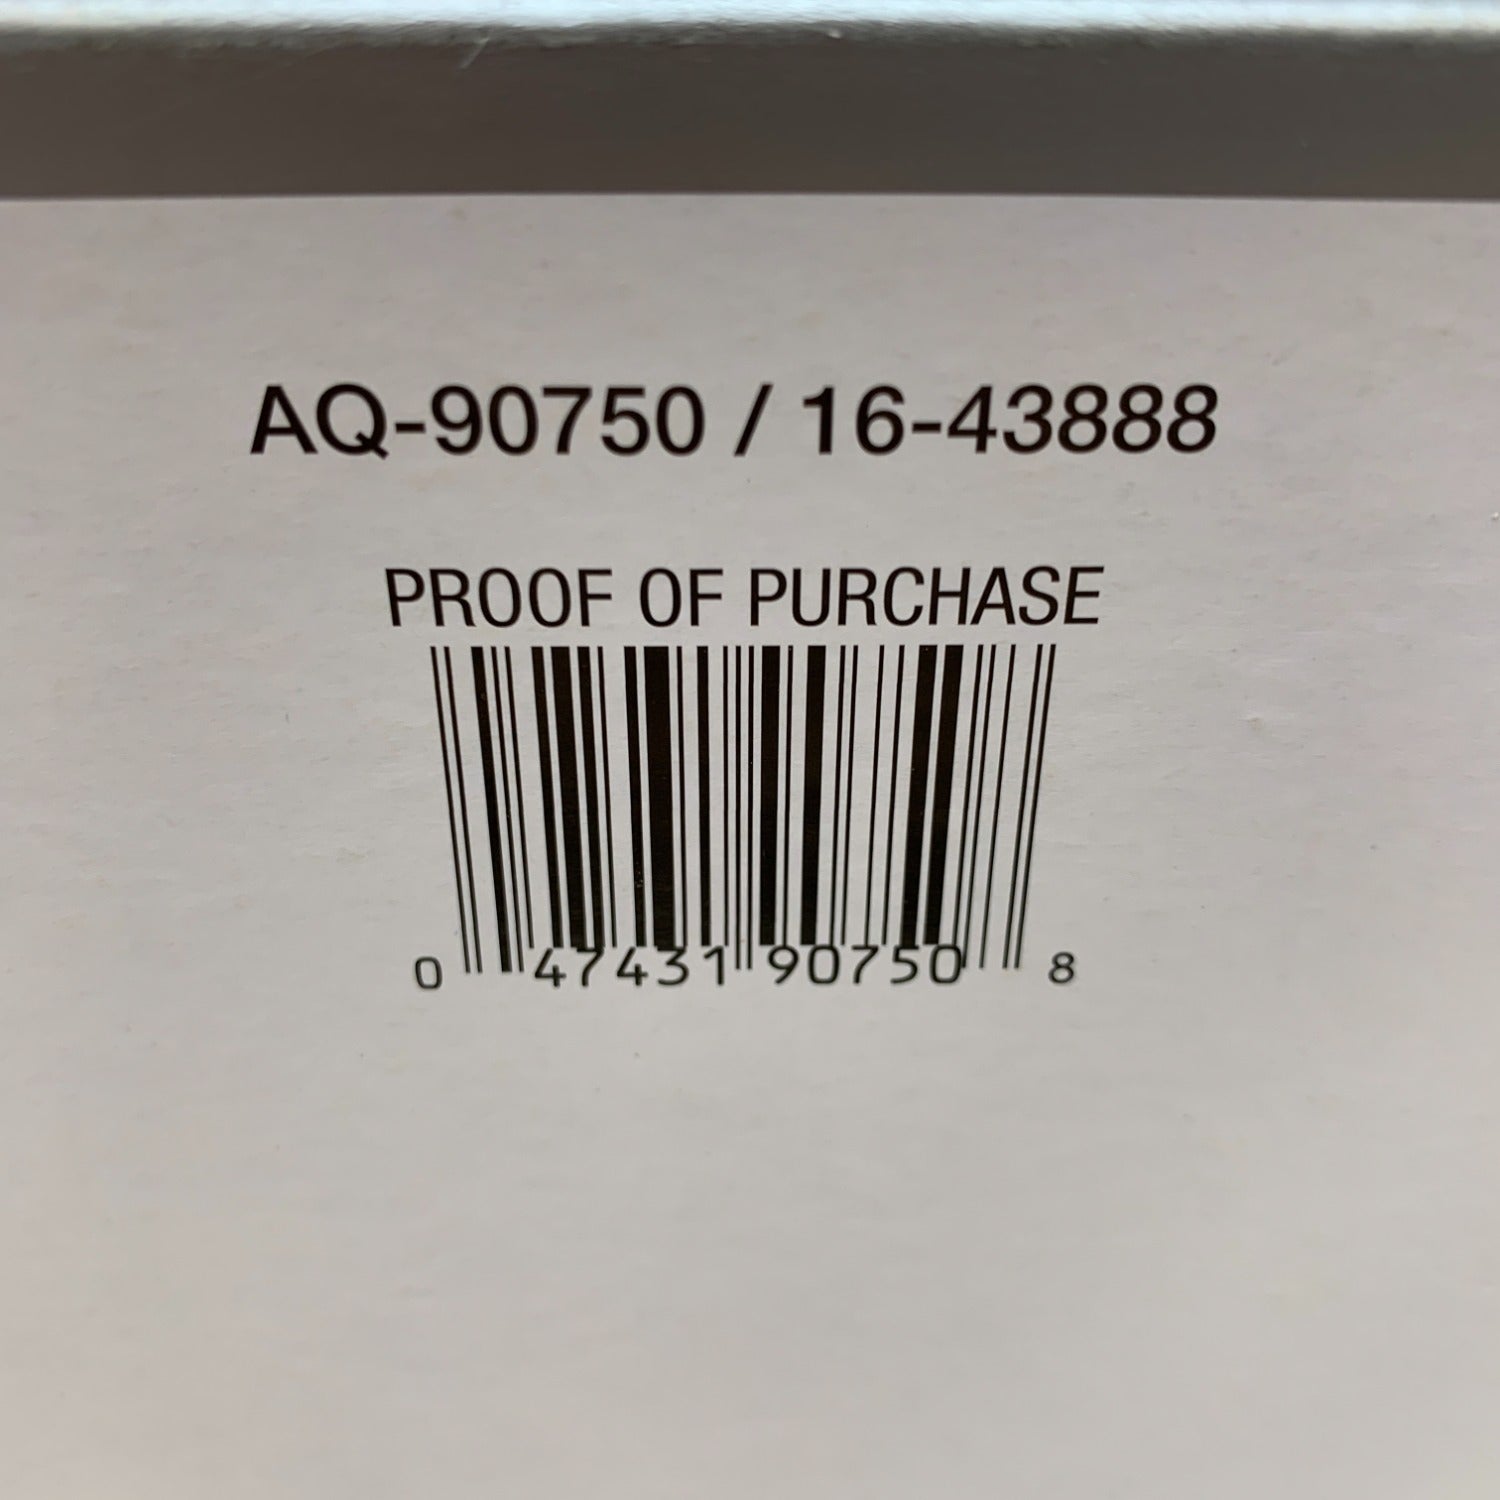 AQ-90750 / 16-43888
PROOF OF PURCHASE
0 47431 90750 8